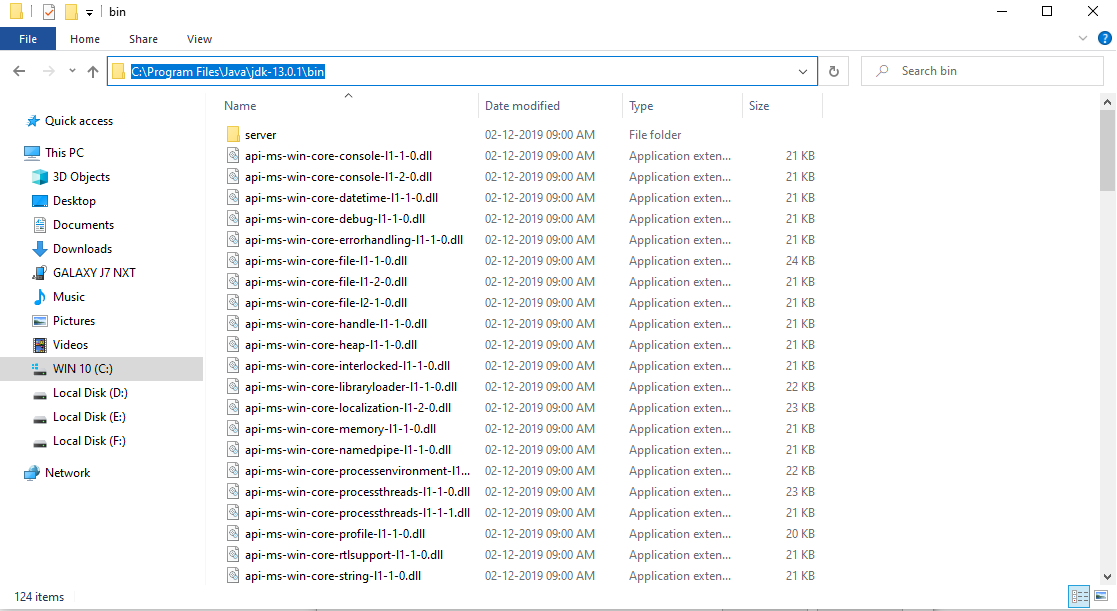 bin
File Home Share View
C:\Program Files\Java\jdk-13.0.1\bin
Search bin
Name Date modified Type Size
Quick access
This PC
3D Objects
Desktop
Documents
Downloads
GALAXY J7 NXT
Music
Pictures
Videos
WIN 10 (C:)
Local Disk (D:)
Local Disk (E:)
Local Disk (F:)
Network
server 02-12-2019 09:00 AM File folder
api-ms-win-core-console-l1-1-0.dll 02-12-2019 09:00 AM Application exten... 21 KB
api-ms-win-core-console-l1-2-0.dll 02-12-2019 09:00 AM Application exten... 21 KB
api-ms-win-core-datetime-l1-1-0.dll 02-12-2019 09:00 AM Application exten... 21 KB
api-ms-win-core-debug-l1-1-0.dll 02-12-2019 09:00 AM Application exten... 21 KB
api-ms-win-core-errorhandling-l1-1-0.dll 02-12-2019 09:00 AM Application exten... 21 KB
api-ms-win-core-file-l1-1-0.dll 02-12-2019 09:00 AM Application exten... 24 KB
api-ms-win-core-file-l1-2-0.dll 02-12-2019 09:00 AM Application exten... 21 KB
api-ms-win-core-file-l2-1-0.dll 02-12-2019 09:00 AM Application exten... 21 KB
api-ms-win-core-handle-l1-1-0.dll 02-12-2019 09:00 AM Application exten... 21 KB
api-ms-win-core-heap-l1-1-0.dll 02-12-2019 09:00 AM Application exten... 21 KB
api-ms-win-core-interlocked-l1-1-0.dll 02-12-2019 09:00 AM Application exten... 21 KB
api-ms-win-core-libraryloader-l1-1-0.dll 02-12-2019 09:00 AM Application exten... 22 KB
api-ms-win-core-localization-l1-2-0.dll 02-12-2019 09:00 AM Application exten... 23 KB
api-ms-win-core-memory-l1-1-0.dll 02-12-2019 09:00 AM Application exten... 21 KB
api-ms-win-core-namedpipe-l1-1-0.dll 02-12-2019 09:00 AM Application exten... 21 KB
api-ms-win-core-processenvironment-l1... 02-12-2019 09:00 AM Application exten... 22 KB
api-ms-win-core-processthreads-l1-1-0.dll 02-12-2019 09:00 AM Application exten... 23 KB
api-ms-win-core-processthreads-l1-1-1.dll 02-12-2019 09:00 AM Application exten... 21 KB
api-ms-win-core-profile-l1-1-0.dll 02-12-2019 09:00 AM Application exten... 20 KB
api-ms-win-core-rtlsupport-l1-1-0.dll 02-12-2019 09:00 AM Application exten... 21 KB
api-ms-win-core-string-l1-1-0.dll 02-12-2019 09:00 AM Application exten... 21 KB
124 items